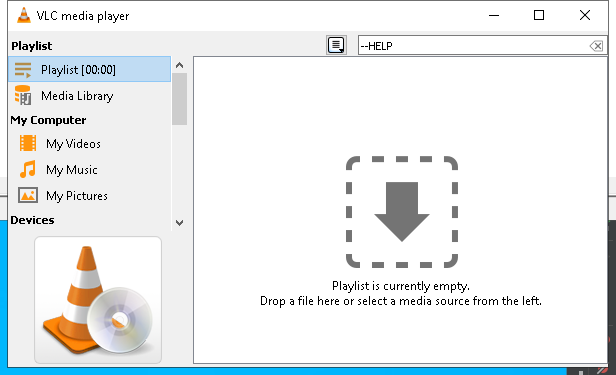 VLC media player
Playlist
--HELP
Playlist [00:00]
Media Library
My Computer
My Videos
My Music
My Pictures
Devices
Playlist is currently empty.
Drop a file here or select a media source from the left.